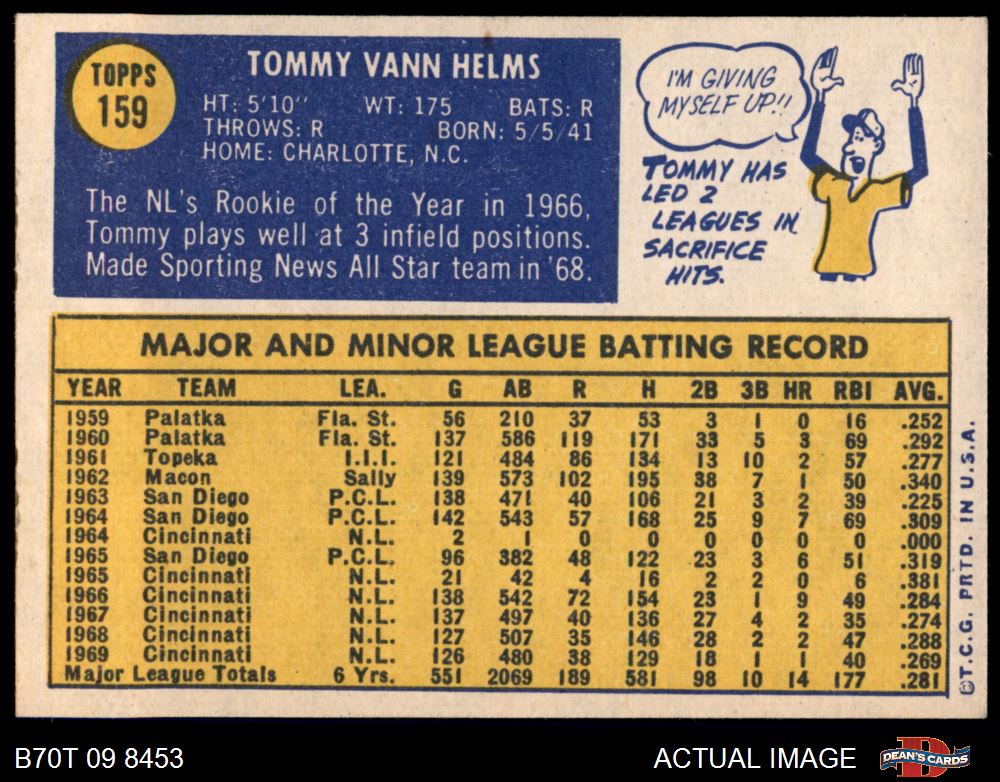 TOPPS
159
TOMMY VANN HELMS
HT: 5'10" WT: 175 BATS: R
THROWS: R BORN: 5/5/41
HOME: CHARLOTTE, N.C.
The NL's Rookie of the Year in 1966,
Tommy plays well at 3 infield positions.
Made Sporting News All Star team in '68.
I'M GIVING
MYSELF UP!!
TOMMY HAS
LED 2
LEAGUES IN
SACRIFICE
HITS.
MAJOR AND MINOR LEAGUE BATTING RECORD
YEAR TEAM LEA. G AB R H 2B 3B HR RBI AVG.
1959 Palatka Fla. St. 56 210 37 53 3 1 0 16 .252
1960 Palatka Fla. St. 137 586 119 171 33 5 3 69 .292
1961 Topeka I.I.I. 121 484 86 134 13 10 2 57 .277
1962 Macon Sally 139 573 102 195 38 7 1 50 .340
1963 San Diego P.C.L. 138 471 40 106 21 3 2 39 .225
1964 San Diego P.C.L. 142 543 57 168 25 9 7 69 .309
1964 Cincinnati N.L. 2 1 0 0 0 0 0 0 .000
1965 San Diego P.C.L. 96 382 48 122 23 3 6 51 .319
1965 Cincinnati N.L. 21 42 4 16 2 2 0 6 .381
1966 Cincinnati N.L. 138 542 72 154 23 1 9 49 .284
1967 Cincinnati N.L. 137 497 40 136 27 4 2 35 .274
1968 Cincinnati N.L. 127 507 35 146 28 2 2 47 .288
1969 Cincinnati N.L. 126 480 38 129 18 1 1 40 .269
Major League Totals 6 Yrs. 551 2069 189 581 98 10 14 177 .281
©T.C.G. PRTD. IN U.S.A.
B70T 09 8453
ACTUAL IMAGE
DEAN'S CARDS